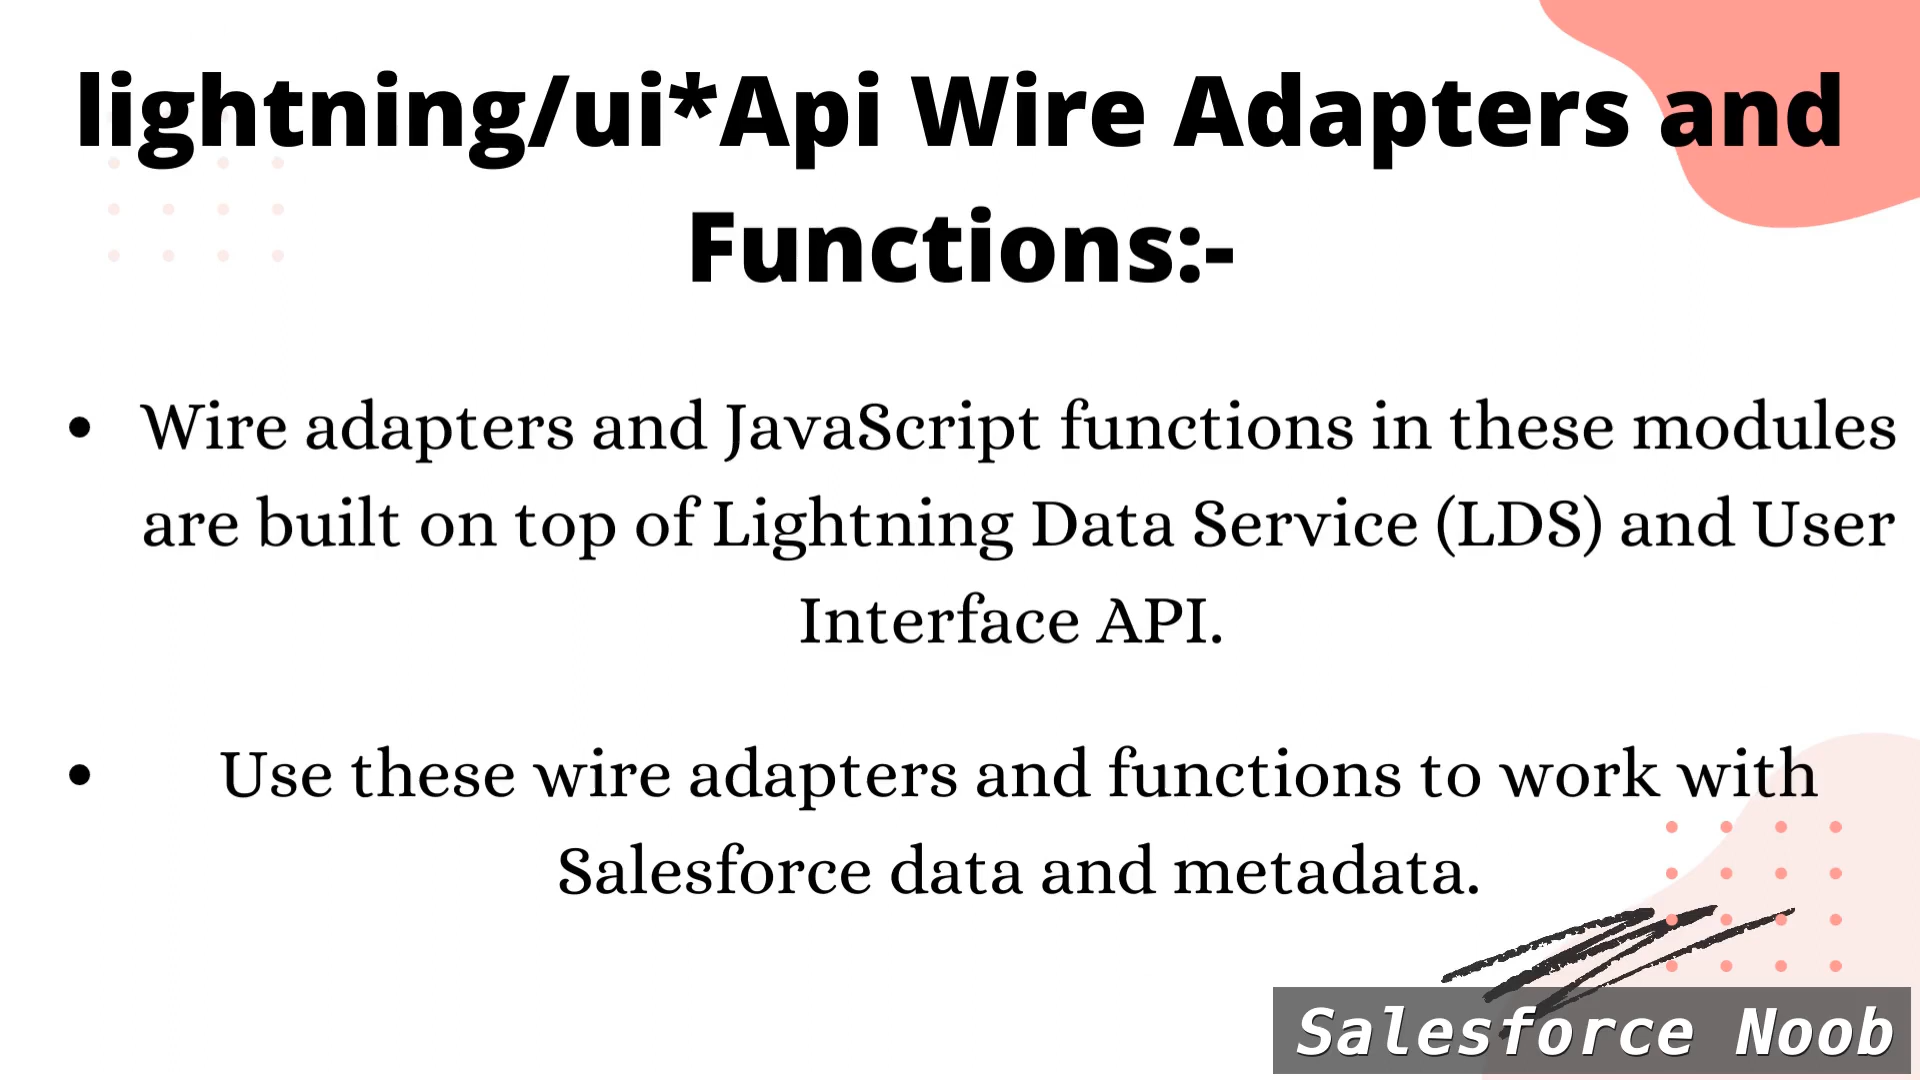 lightning/ui*Api Wire Adapters and
Functions:-
• Wire adapters and JavaScript functions in these modules
are built on top of Lightning Data Service (LDS) and User
Interface API.
• Use these wire adapters and functions to work with
Salesforce data and metadata.
Salesforce Noob